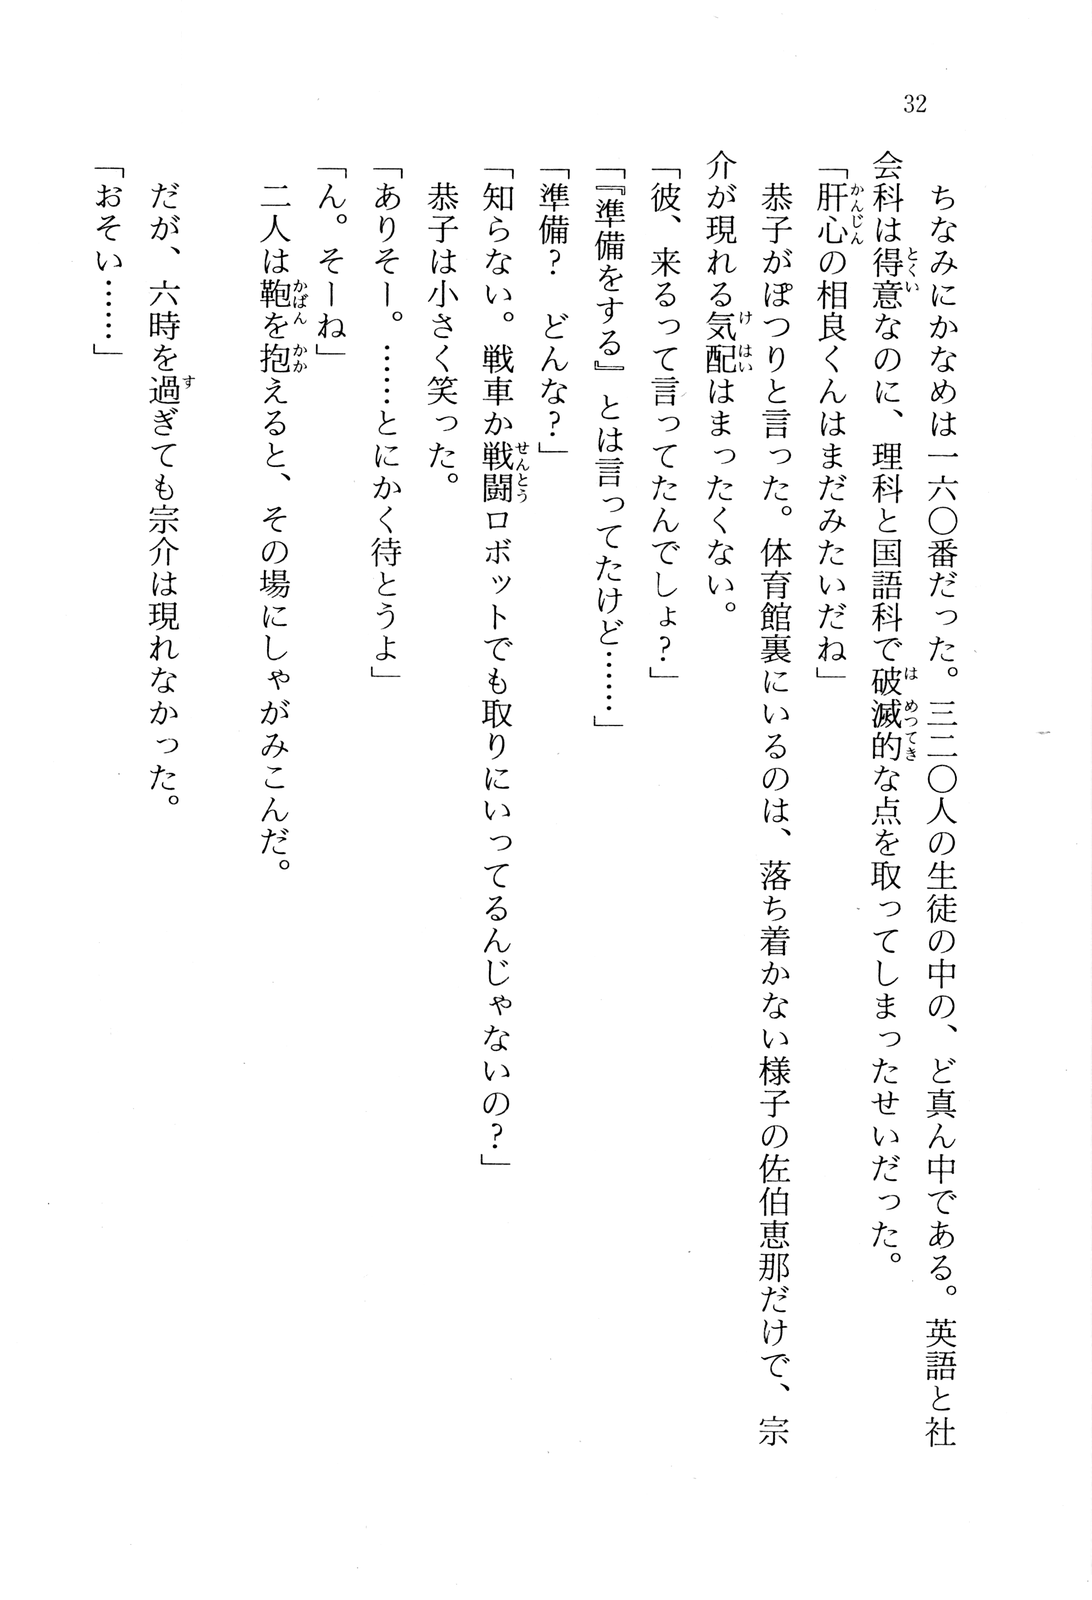 32
ちなみにかなめは一六〇番だった。三二〇人の生徒の中の、ど真ん中である。英語と社
会科は得意なのに、理科と国語科で破滅的な点を取ってしまったせいだった。
「肝心の相良くんはまだみたいだね」
恭子がぽつりと言った。体育館裏にいるのは、落ち着かない様子の佐伯恵那だけで、宗
介が現れる気配はまったくない。
「彼、来るって言ってたんでしょ？」
「『準備をする』とは言ってたけど……」
「準備？　どんな？」
「知らない。戦車か戦闘ロボットでも取りにいってるんじゃないの？」
恭子は小さく笑った。
「ありそー。……とにかく待とうよ」
「ん。そーね」
二人は鞄を抱えると、その場にしゃがみこんだ。
だが、六時を過ぎても宗介は現れなかった。
「おそい……」